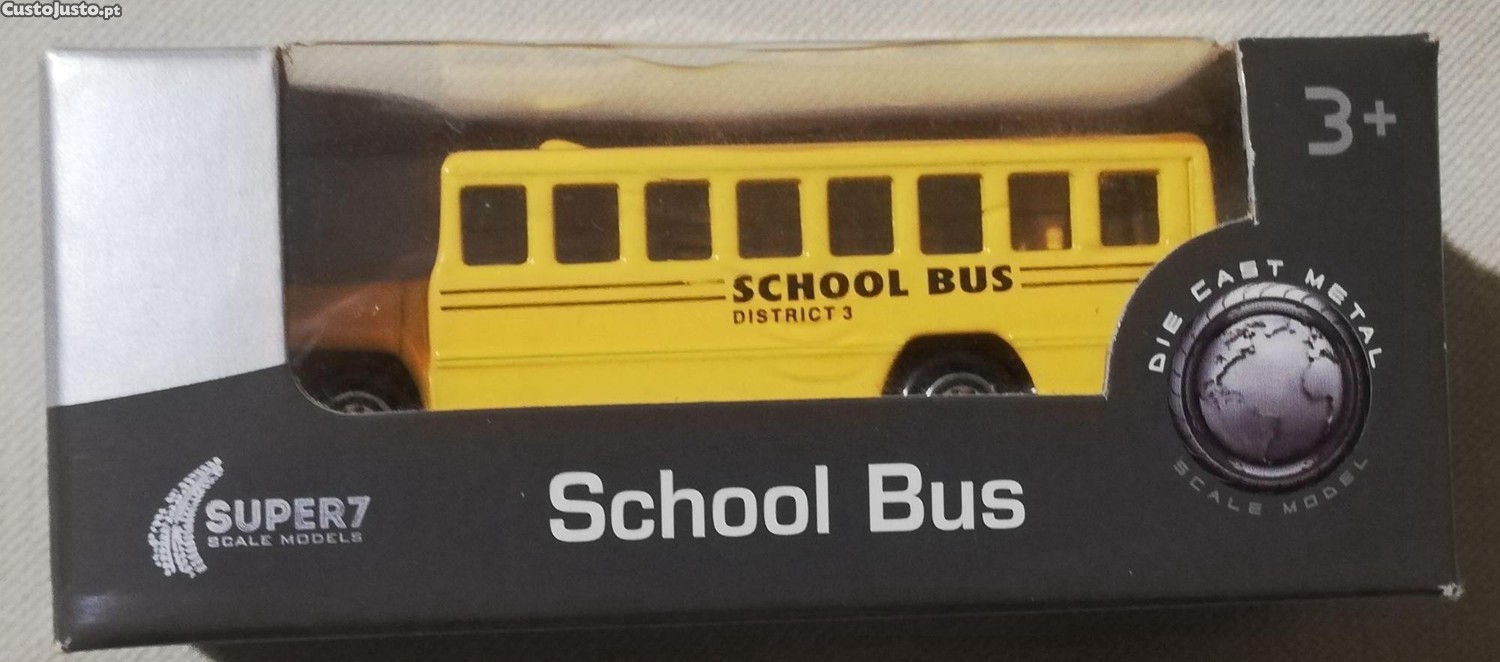 CustoJusto.pt
3+
SCHOOL BUS
DISTRICT 3
DIE CAST METAL
SCALE MODEL
SUPER7
SCALE MODELS
School Bus